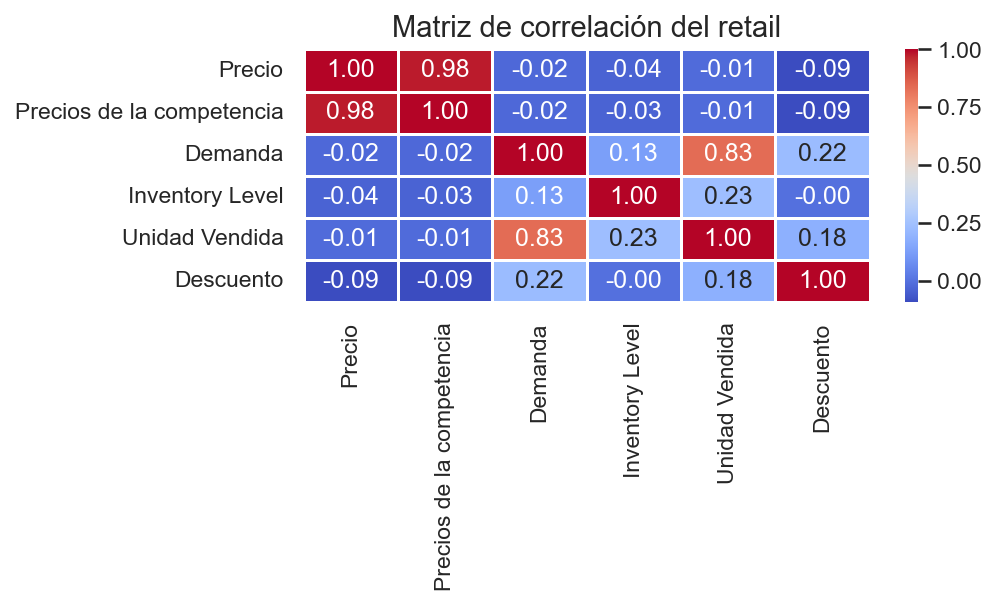 Matriz de correlación del retail
Precio 1.00 0.98 -0.02 -0.04 -0.01 -0.09
Precios de la competencia 0.98 1.00 -0.02 -0.03 -0.01 -0.09
Demanda -0.02 -0.02 1.00 0.13 0.83 0.22
Inventory Level -0.04 -0.03 0.13 1.00 0.23 -0.00
Unidad Vendida -0.01 -0.01 0.83 0.23 1.00 0.18
Descuento -0.09 -0.09 0.22 -0.00 0.18 1.00
Precio
Precios de la competencia
Demanda
Inventory Level
Unidad Vendida
Descuento
1.00
0.75
0.50
0.25
0.00